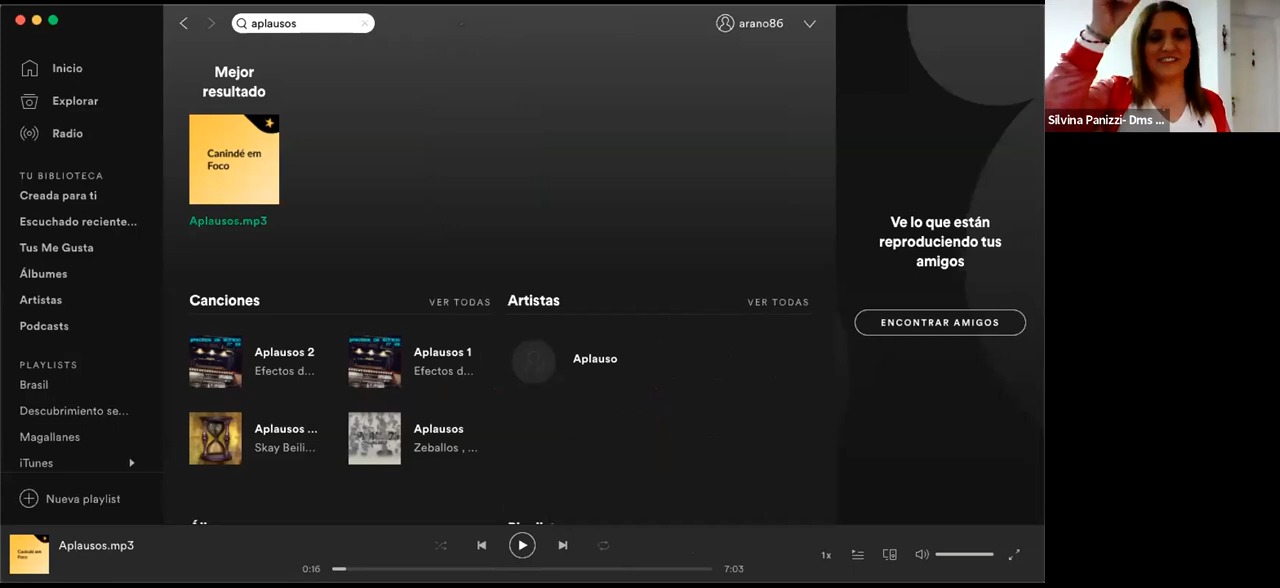 aplausos
arano86
Inicio
Explorar
Radio
TU BIBLIOTECA
Creada para ti
Escuchado reciente...
Tus Me Gusta
Álbumes
Artistas
Podcasts
PLAYLISTS
Brasil
Descubrimiento se...
Magallanes
iTunes
Nueva playlist
Mejor
resultado
Canindé em
Foco
Aplausos.mp3
Canciones
VER TODAS
Aplausos 2
Efectos d...
Aplausos 1
Efectos d...
Aplausos ...
Skay Beili...
Aplausos
Zeballos , ...
Artistas
VER TODAS
Aplauso
Ve lo que están
reproduciendo tus
amigos
ENCONTRAR AMIGOS
Silvina Panizzi- Dms ...
Canindé em
Foco
Aplausos.mp3
0:16
7:03
1x